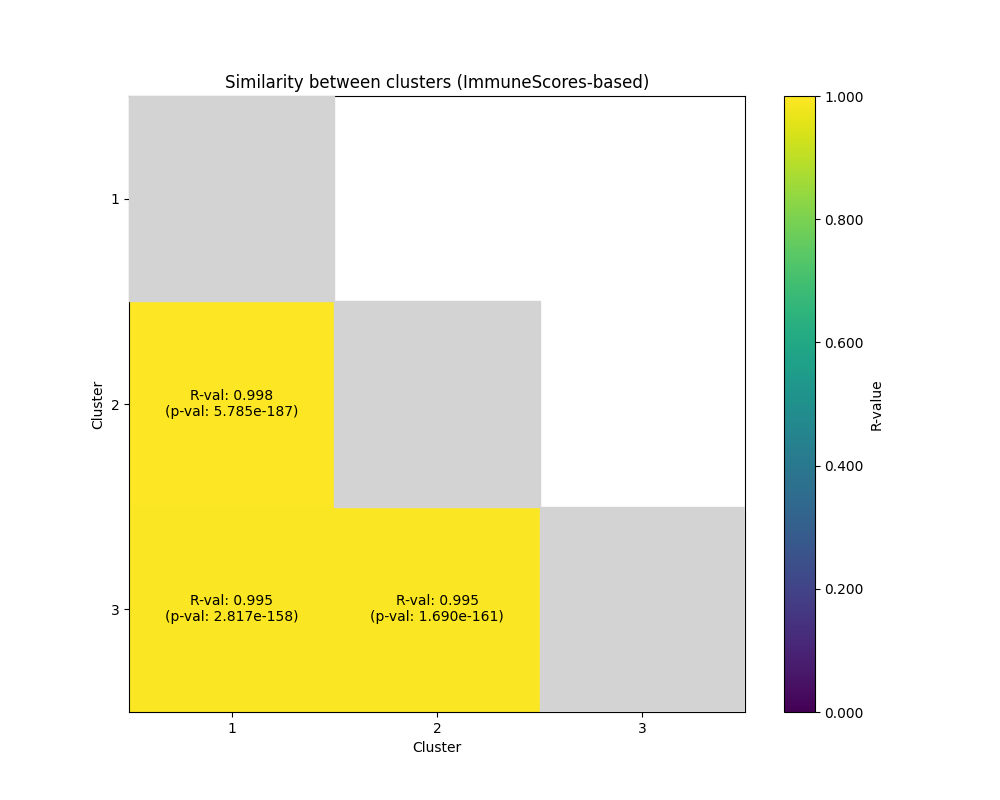 Similarity between clusters (ImmuneScores-based)
1
2
3
Cluster
R-val: 0.998
(p-val: 5.785e-187)
R-val: 0.995
(p-val: 2.817e-158)
R-val: 0.995
(p-val: 1.690e-161)
1
2
3
Cluster
1.000
0.800
0.600
0.400
0.200
0.000
R-value